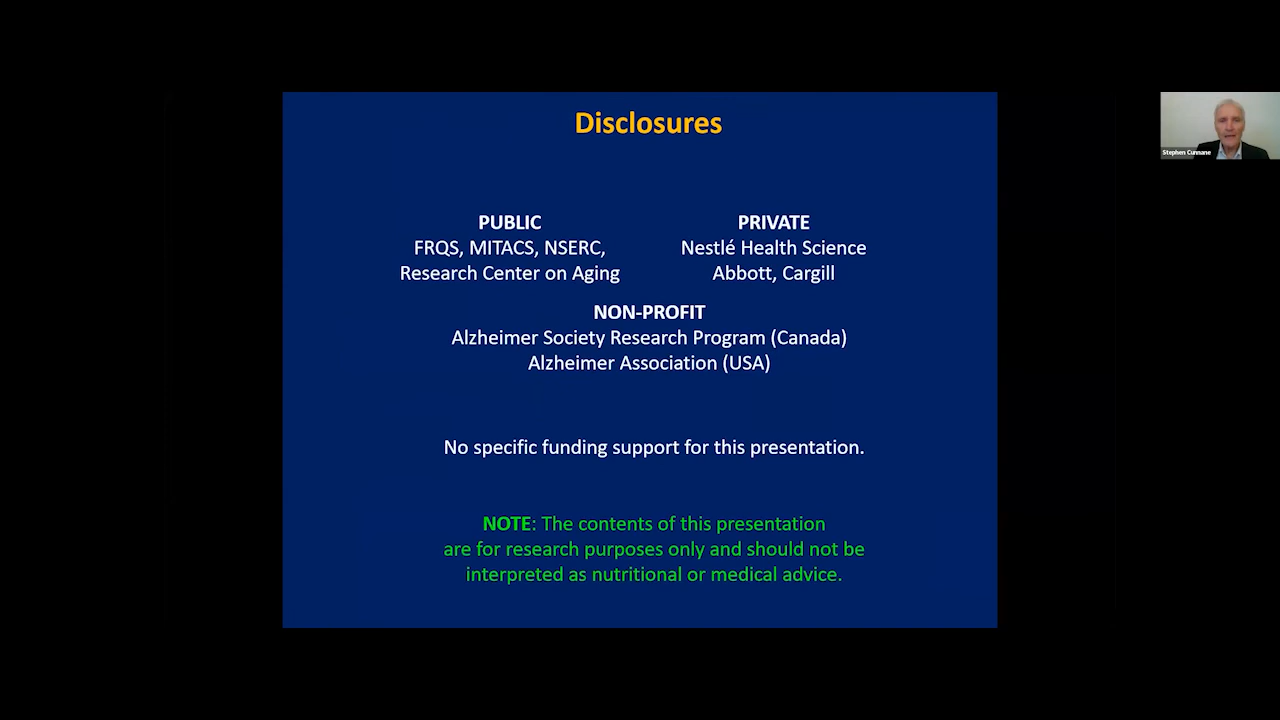 Disclosures
PUBLIC
FRQS, MITACS, NSERC,
Research Center on Aging
PRIVATE
Nestlé Health Science
Abbott, Cargill
NON-PROFIT
Alzheimer Society Research Program (Canada)
Alzheimer Association (USA)
No specific funding support for this presentation.
NOTE: The contents of this presentation
are for research purposes only and should not be
interpreted as nutritional or medical advice.
Stephen Cunnane